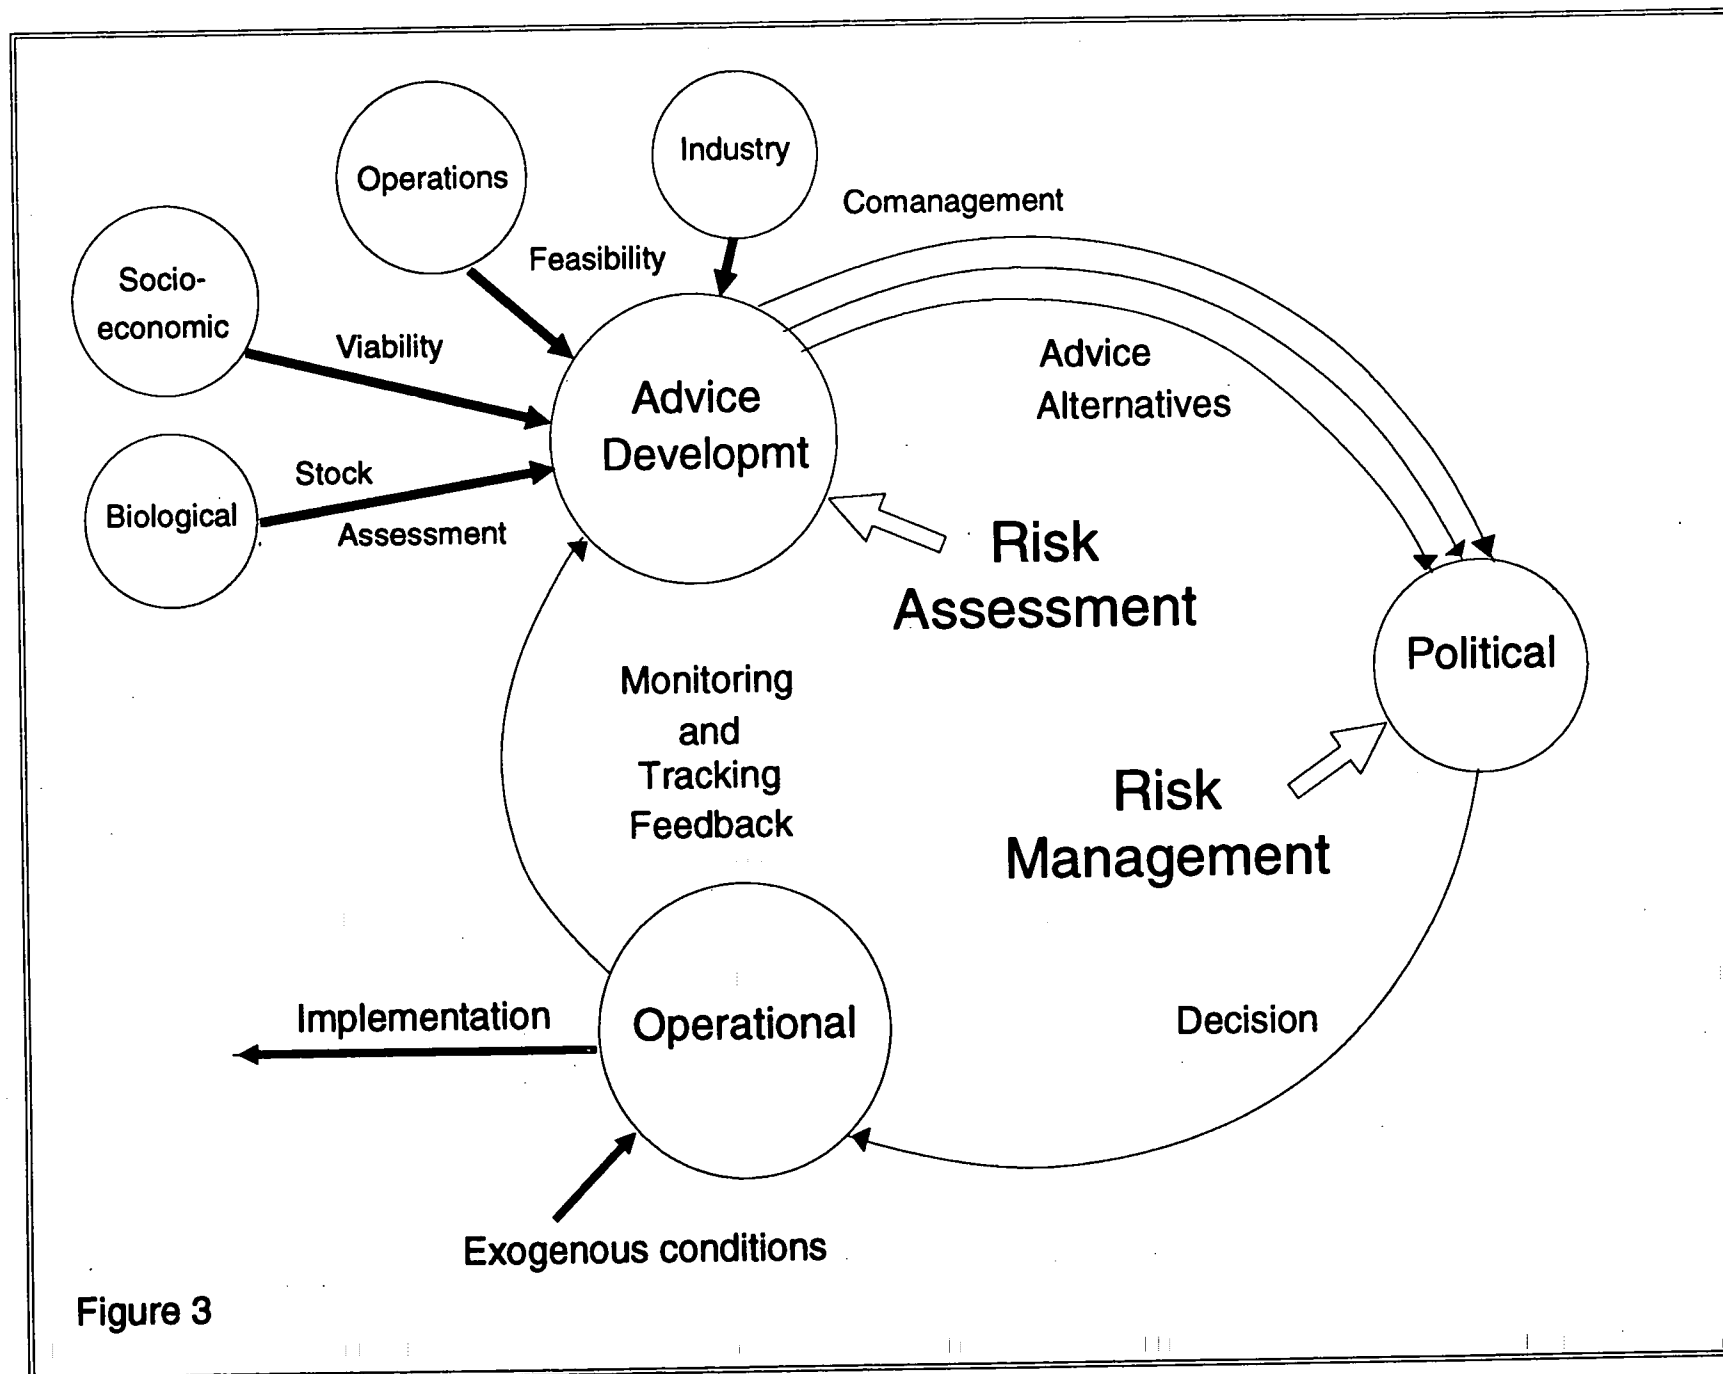 Industry
Operations
Comanagement
Feasibility
Socio-
economic
Viability
Advice
Alternatives
Advice
Developmt
Stock
Biological
Assessment
Risk
Assessment
Political
Monitoring
and
Tracking
Feedback
Risk
Management
Implementation
Operational
Decision
Exogenous conditions
Figure 3